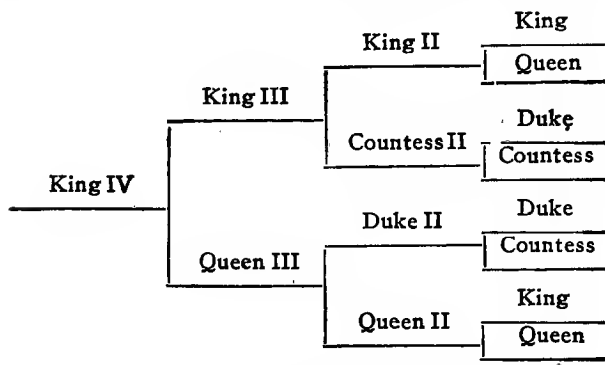 King
King II
Queen
King III
Duke
Countess II
Countess
King IV
Duke
Duke II
Countess
Queen III
King
Queen II
Queen